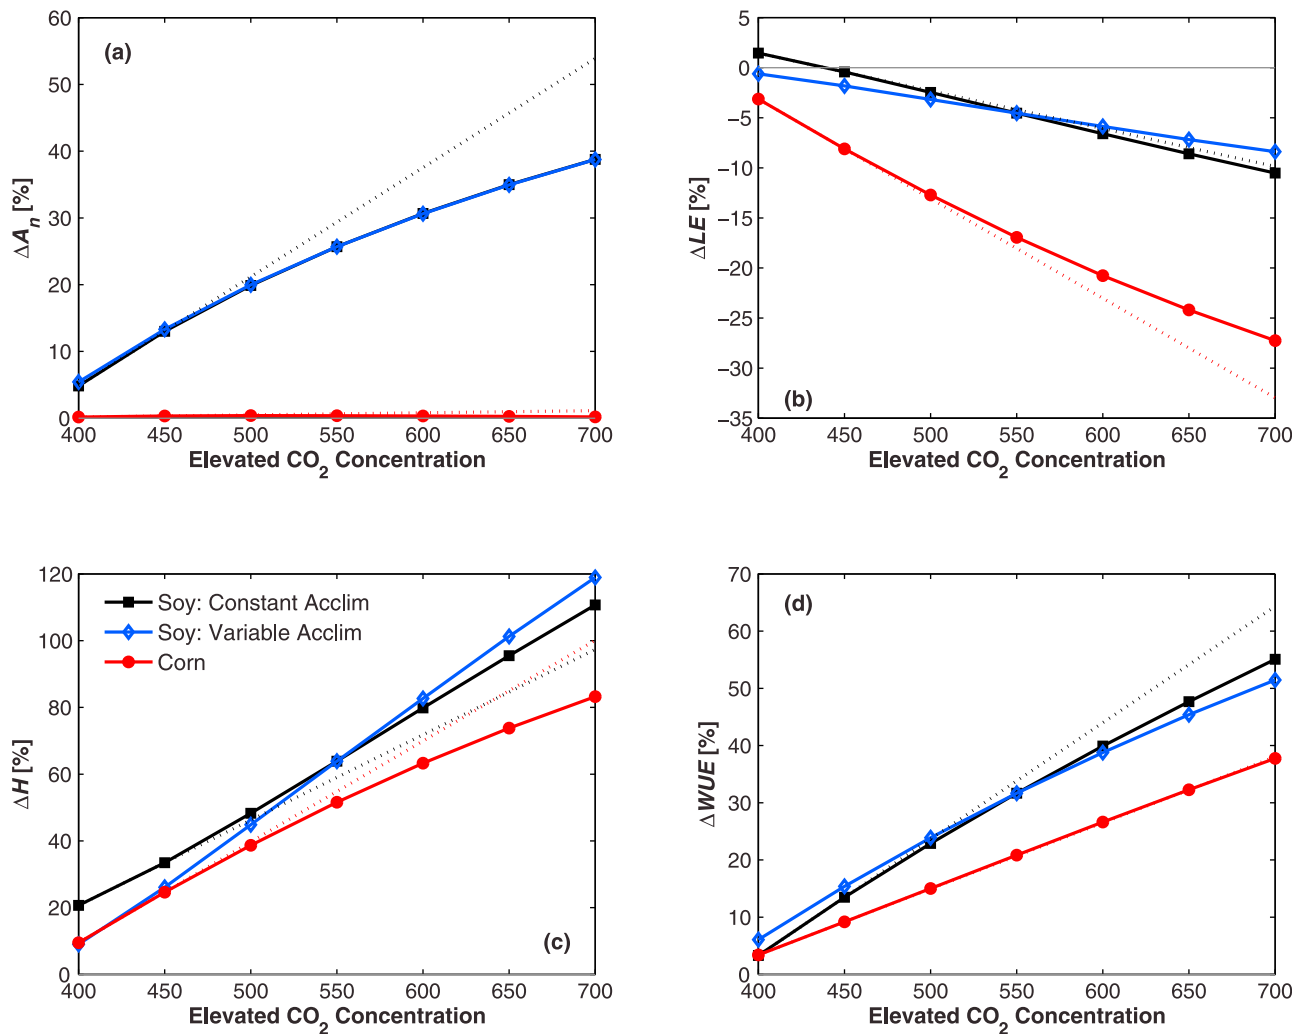 60
50
40
30
20
10
0
ΔAn [%]
(a)
400 450 500 550 600 650 700
Elevated CO2 Concentration
5
0
−5
−10
−15
−20
−25
−30
−35
ΔLE [%]
(b)
400 450 500 550 600 650 700
Elevated CO2 Concentration
120
100
80
60
40
20
0
ΔH [%]
Soy: Constant Acclim
Soy: Variable Acclim
Corn
(c)
400 450 500 550 600 650 700
Elevated CO2 Concentration
70
60
50
40
30
20
10
0
ΔWUE [%]
(d)
400 450 500 550 600 650 700
Elevated CO2 Concentration